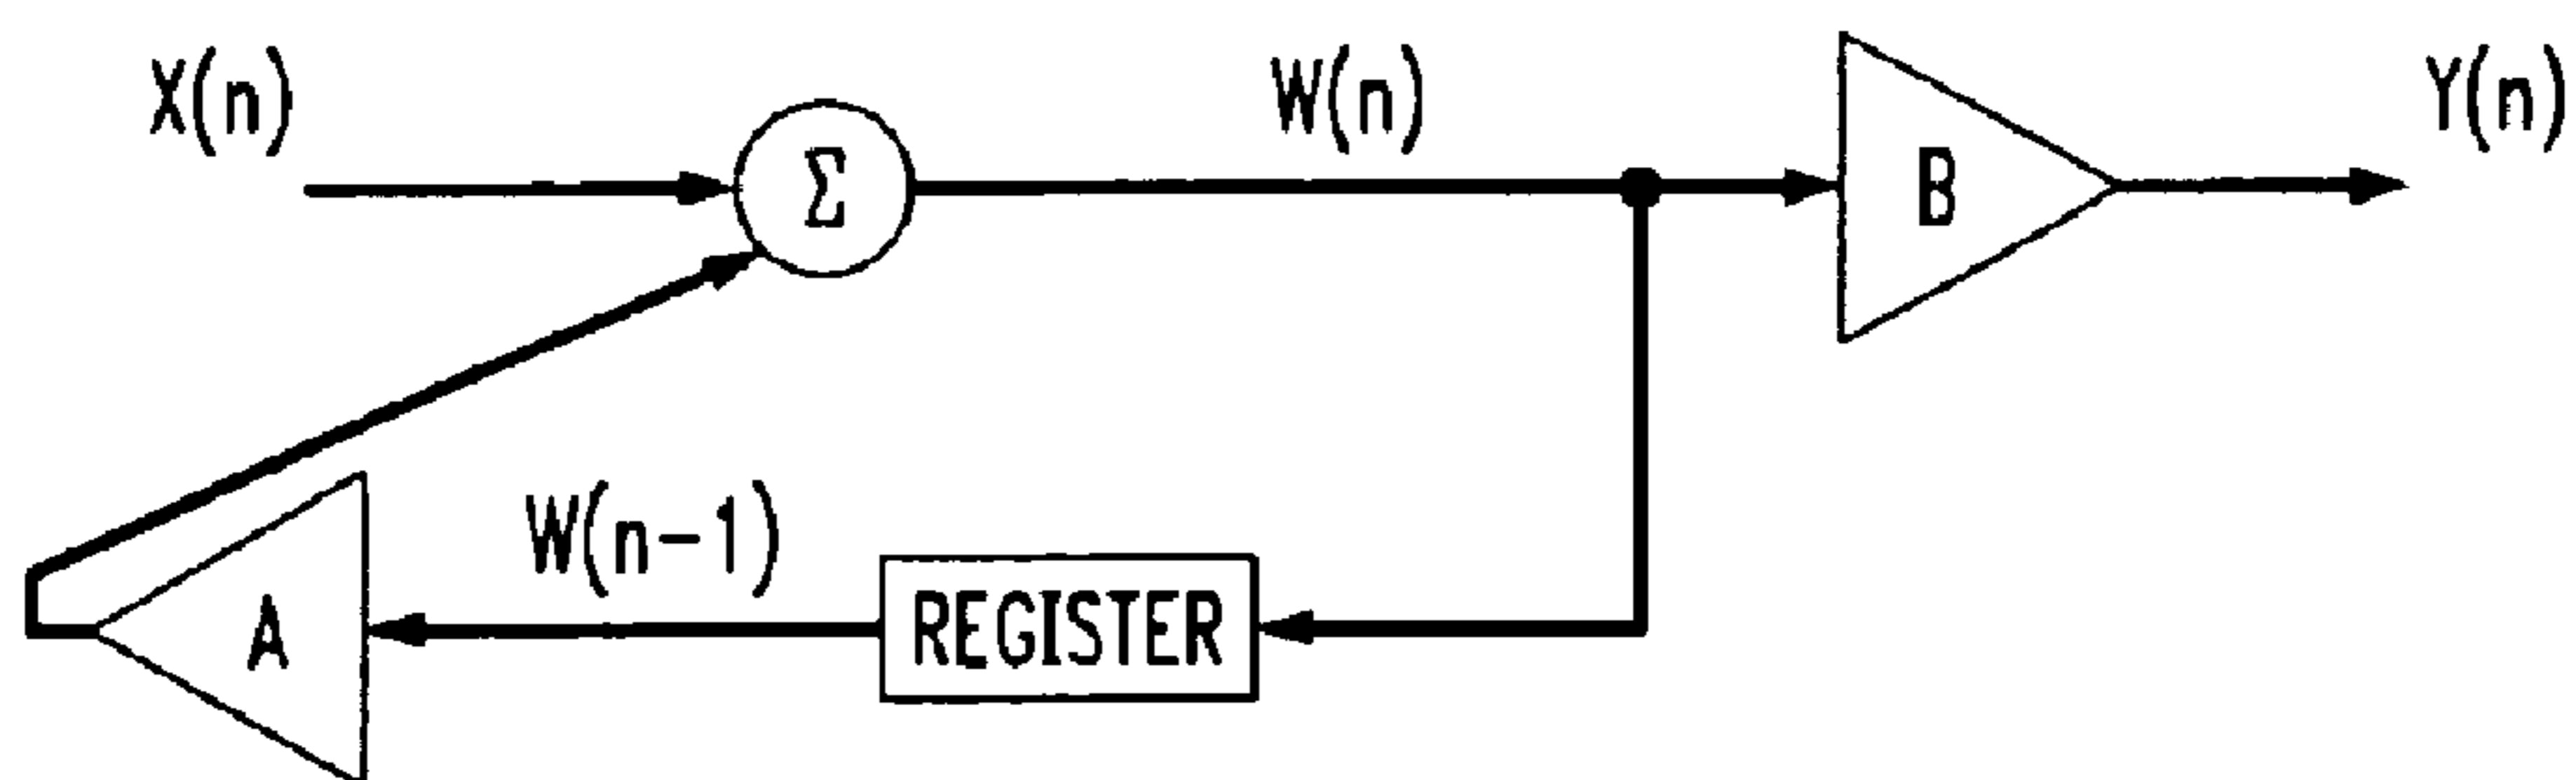 X(n)
Σ
W(n)
B
Y(n)
A
W(n-1)
REGISTER